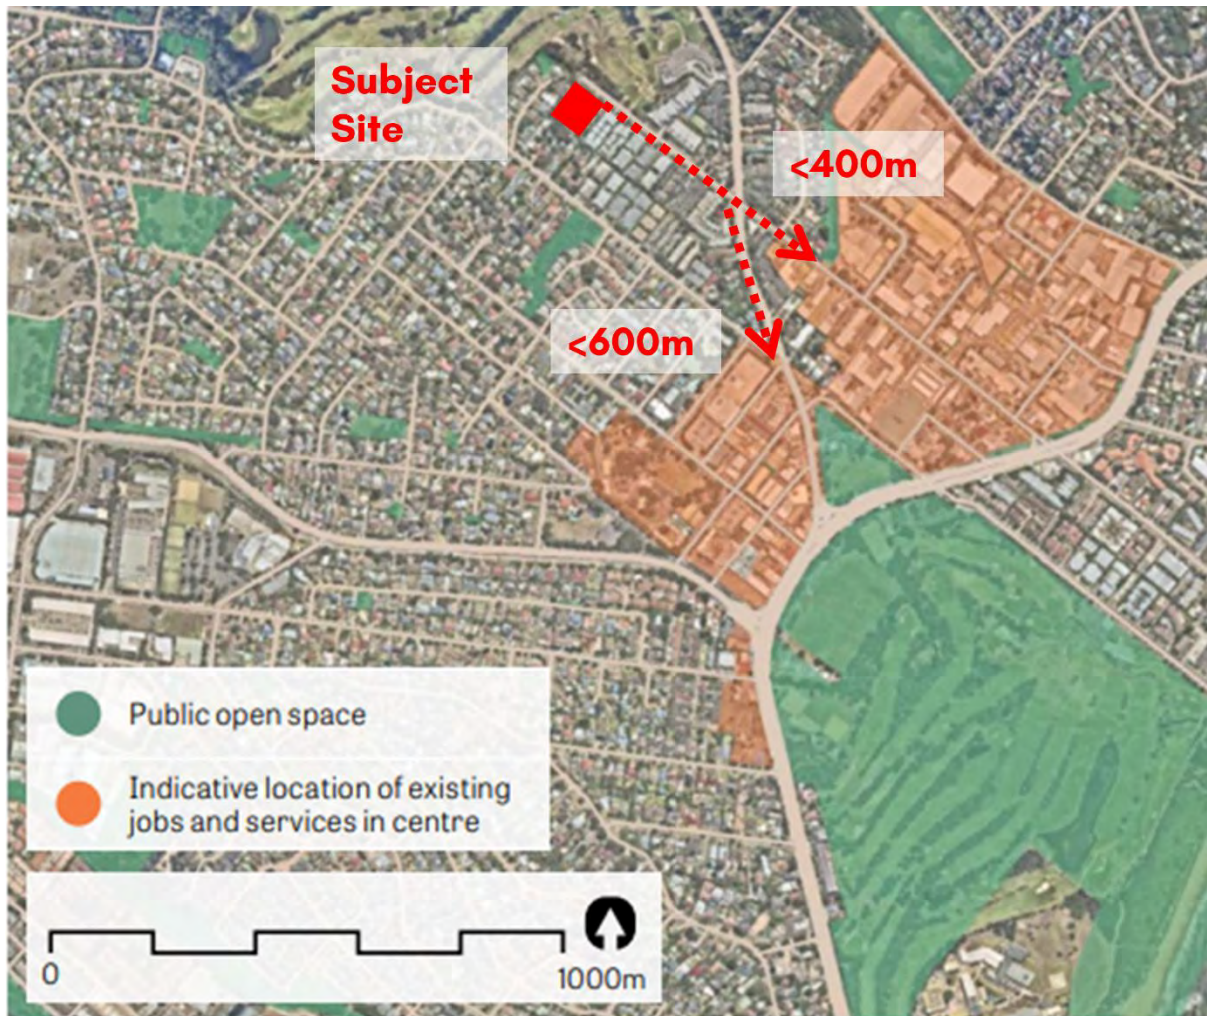 Subject
Site
<400m
<600m
Public open space
Indicative location of existing
jobs and services in centre
0
1000m